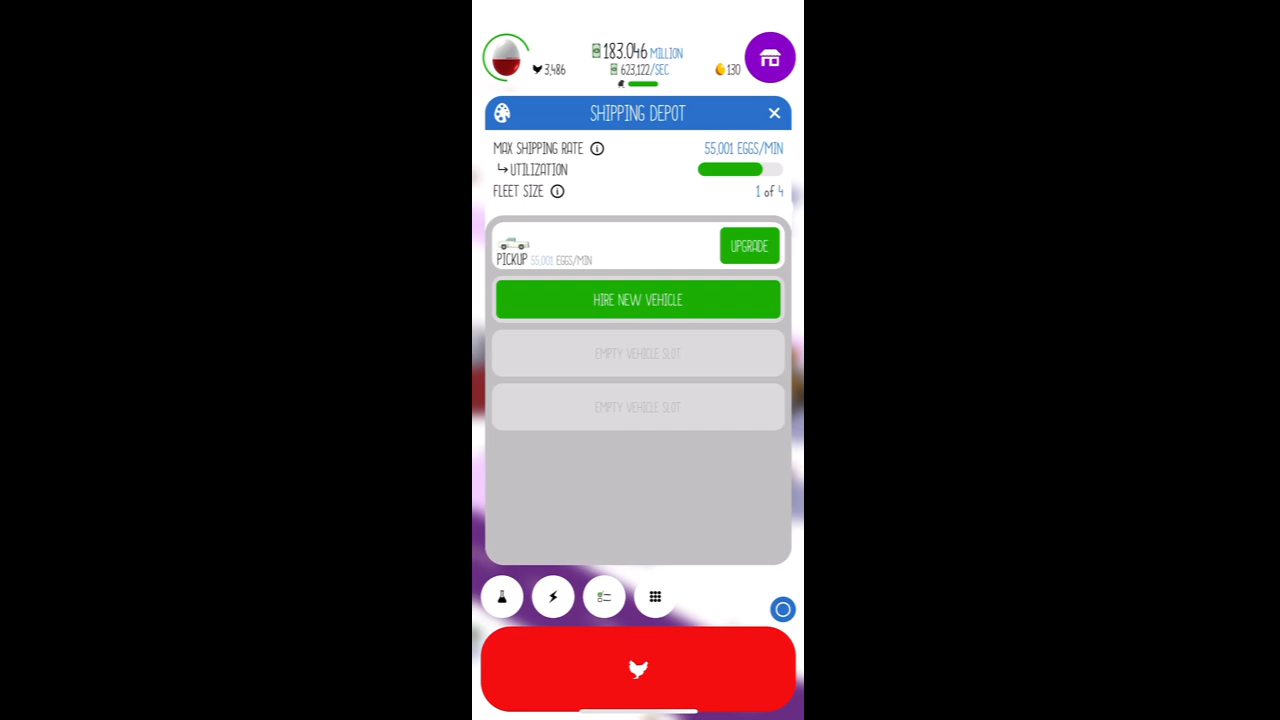 183.046 MILLION
3,486
623,122/SEC
130
SHIPPING DEPOT
MAX SHIPPING RATE
55,001 EGGS/MIN
UTILIZATION
FLEET SIZE
1 of 4
UPGRADE
PICKUP 55,001 EGGS/MIN
HIRE NEW VEHICLE
EMPTY VEHICLE SLOT
EMPTY VEHICLE SLOT